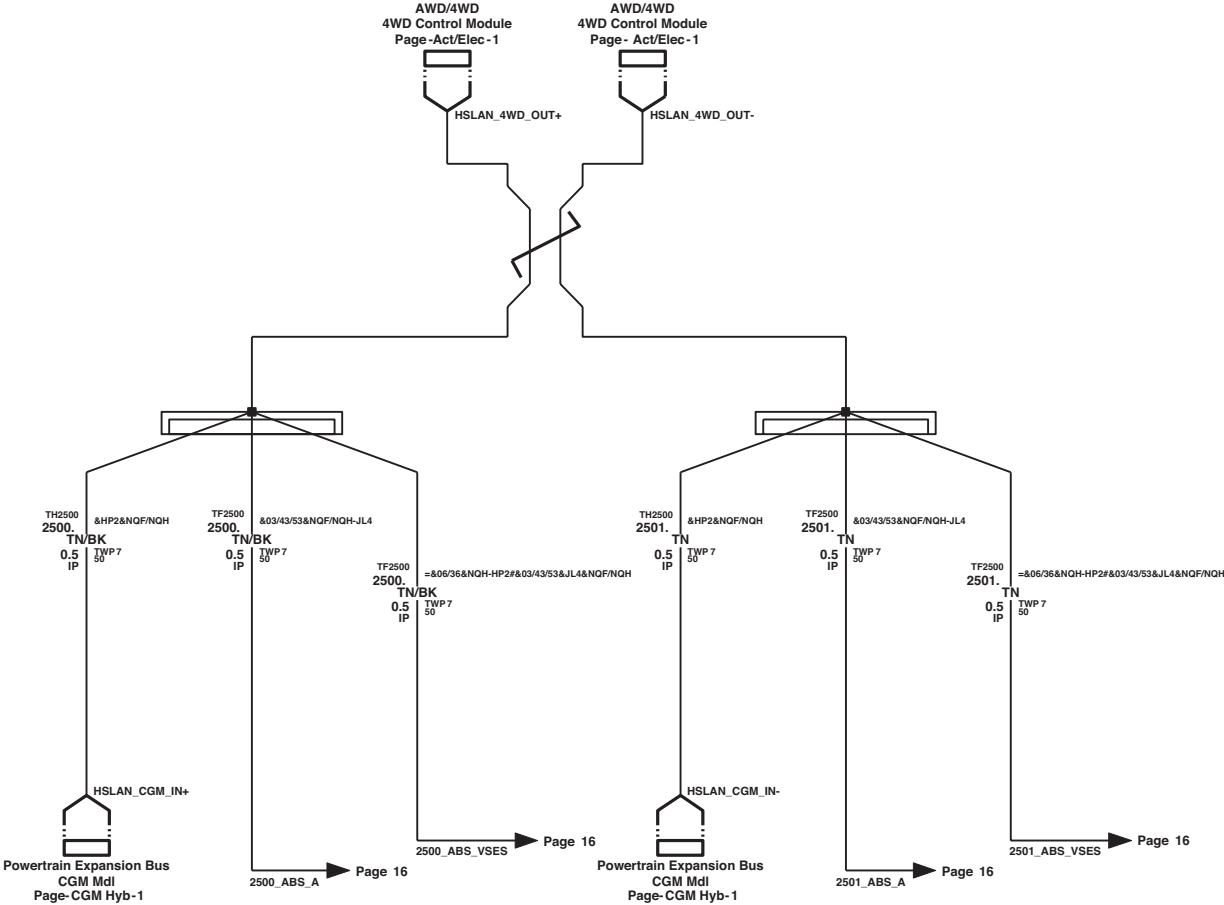 AWD/4WD
4WD Control Module
Page-Act/Elec-1
AWD/4WD
4WD Control Module
Page- Act/Elec-1
HSLAN_4WD_OUT+
HSLAN_4WD_OUT-
TH2500
2500.
TN/BK
0.5
IP
&HP2&NQF/NQH
TWP 7
50
TF2500
2500.
TN/BK
0.5
IP
&03/43/53&NQF/NQH-JL4
TWP 7
50
TF2500
2500.
TN/BK
0.5
IP
=&06/36&NQH-HP2#&03/43/53&JL4&NQF/NQH
TWP 7
50
TH2500
2501.
TN
0.5
IP
&HP2&NQF/NQH
TWP 7
50
TF2500
2501.
TN
0.5
IP
&03/43/53&NQF/NQH-JL4
TWP 7
50
TF2500
2501.
TN
0.5
IP
=&06/36&NQH-HP2#&03/43/53&JL4&NQF/NQH
TWP 7
50
HSLAN_CGM_IN+
Powertrain Expansion Bus
CGM Mdl
Page-CGM Hyb-1
2500_ABS_A
Page 16
2500_ABS_VSES
Page 16
HSLAN_CGM_IN-
Powertrain Expansion Bus
CGM Mdl
Page-CGM Hyb-1
2501_ABS_A
Page 16
2501_ABS_VSES
Page 16